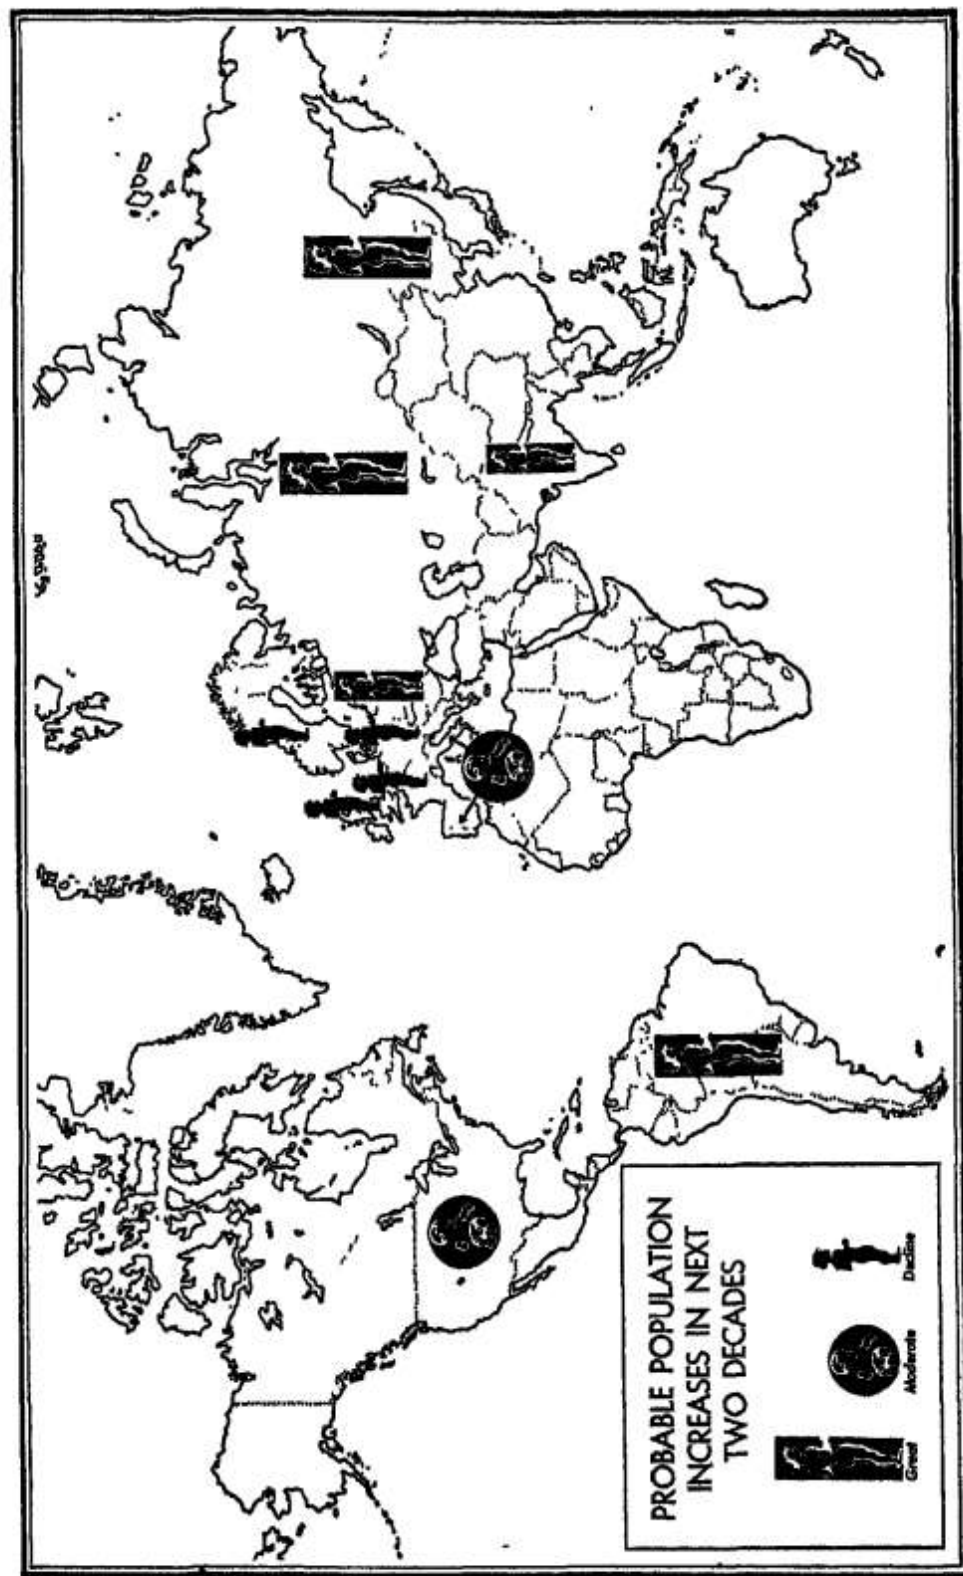 PROBABLE POPULATION
INCREASES IN NEXT
TWO DECADES
Great
Moderate
Decline